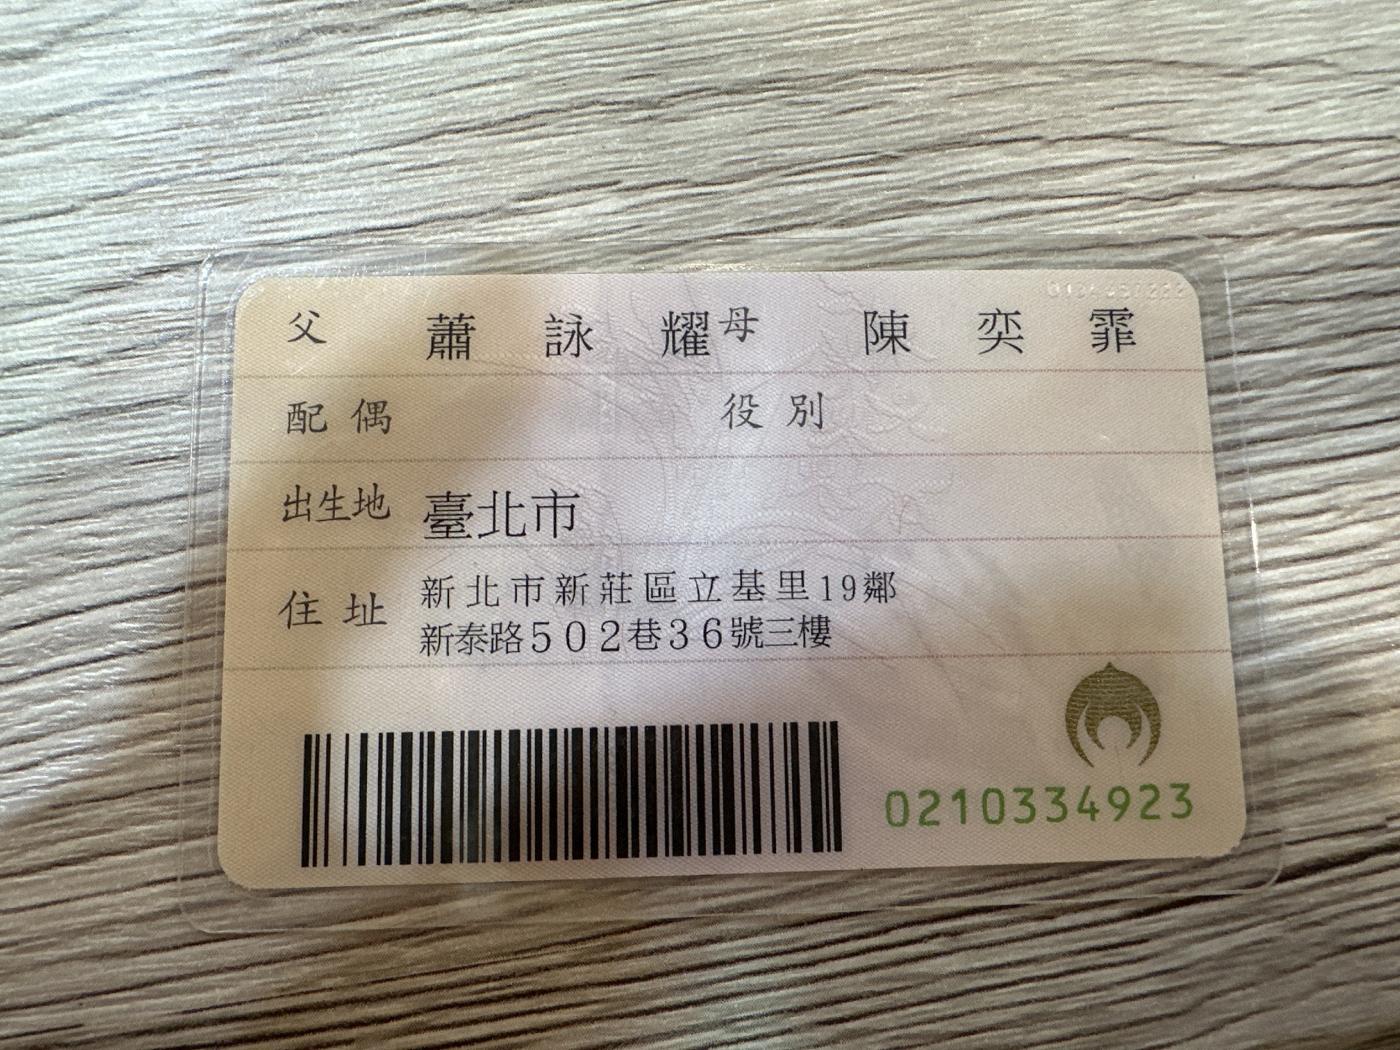 父 蕭詠耀 母 陳奕霏
配偶 役別
出生地 臺北市
住址 新北市新莊區立基里19鄰
新泰路502巷36號三樓
0210334923